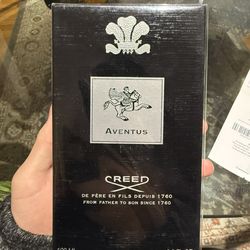 AVENTUS
CREED
DE PÈRE EN FILS DEPUIS 1760
FROM FATHER TO SON SINCE 1760